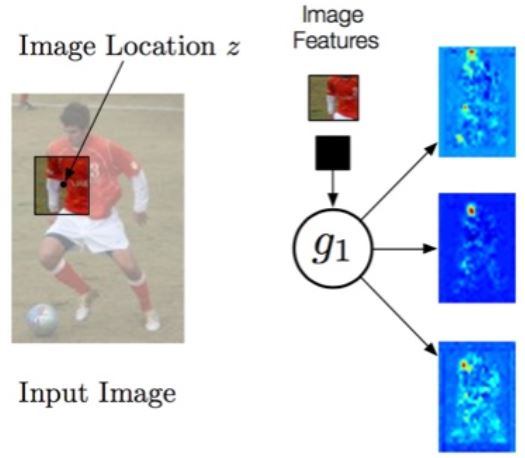 Image Location z
Image
Features
g1
Input Image